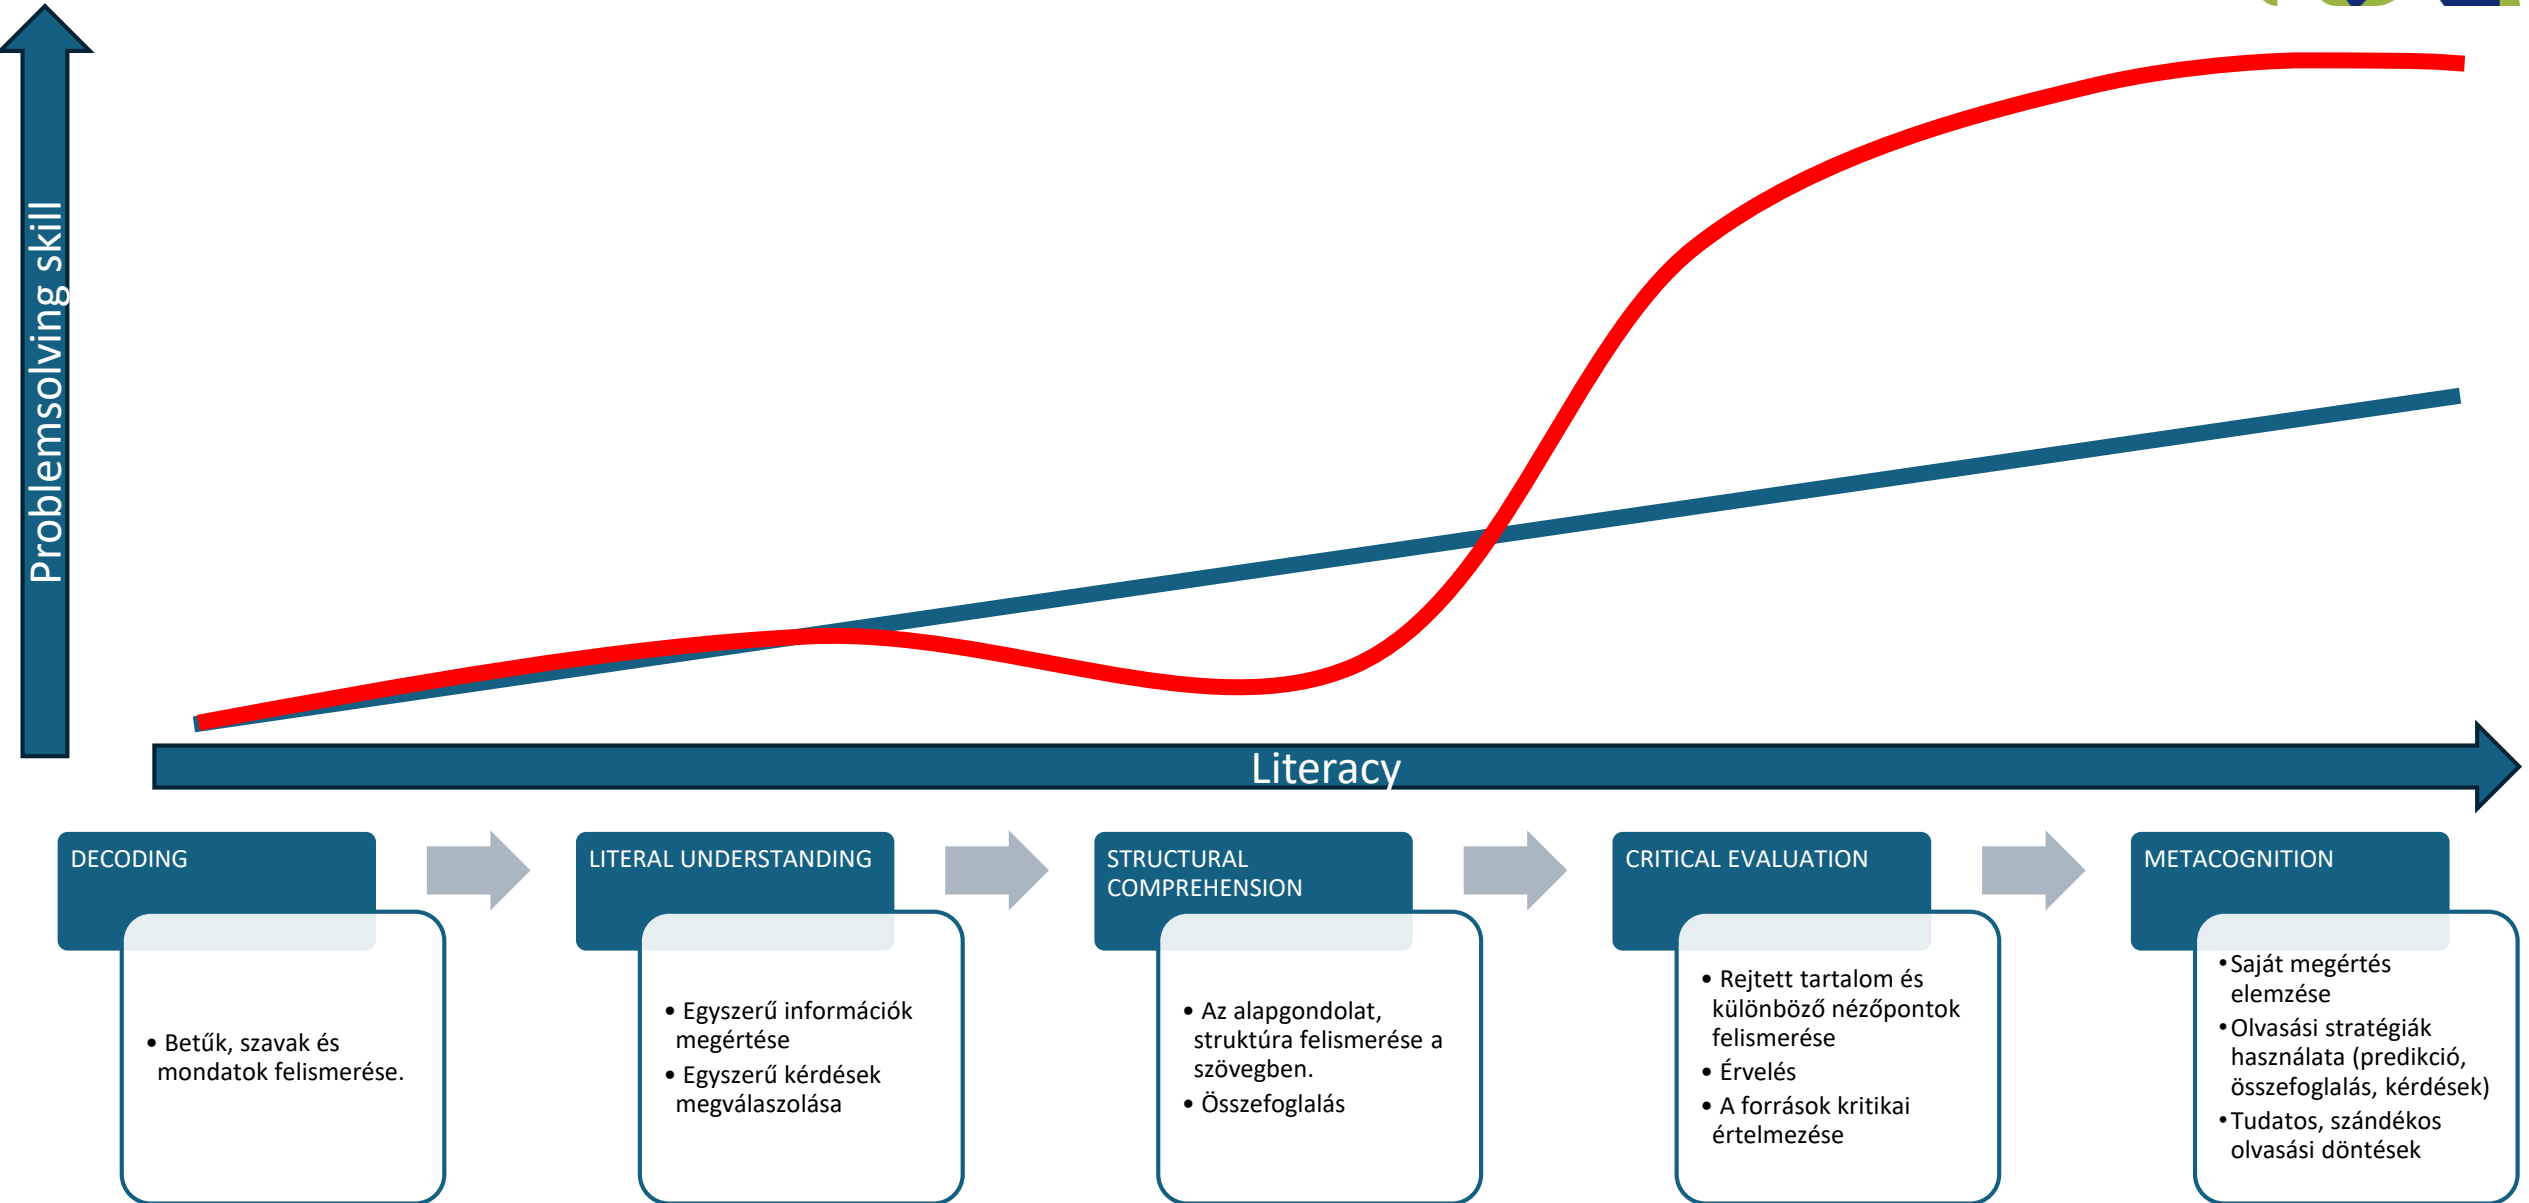 Problemsolving skill
Literacy
DECODING
• Betűk, szavak és
mondatok felismerése.
LITERAL UNDERSTANDING
• Egyszerű információk
megértése
• Egyszerű kérdések
megválaszolása
STRUCTURAL
COMPREHENSION
• Az alapgondolat,
struktúra felismerése a
szövegben.
• Összefoglalás
CRITICAL EVALUATION
• Rejtett tartalom és
különböző nézőpontok
felismerése
• Érvelés
• A források kritikai
értelmezése
METACOGNITION
• Saját megértés
elemzése
• Olvasási stratégiák
használata (predikció,
összefoglalás, kérdések)
• Tudatos, szándékos
olvasási döntések